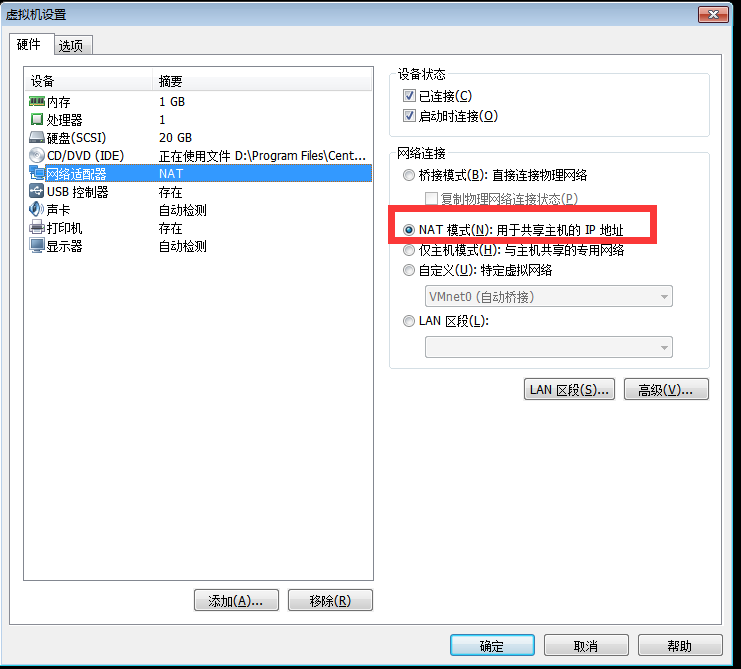 虚拟机设置
硬件 选项
设备 摘要
内存 1 GB
处理器 1
硬盘(SCSI) 20 GB
CD/DVD (IDE) 正在使用文件 D:\Program Files\Cent...
网络适配器 NAT
USB 控制器 存在
声卡 自动检测
打印机 存在
显示器 自动检测
添加(A)... 移除(R)
设备状态
已连接(C)
启动时连接(O)
网络连接
桥接模式(B): 直接连接物理网络
复制物理网络连接状态(P)
NAT 模式(N): 用于共享主机的 IP 地址
仅主机模式(H): 与主机共享的专用网络
自定义(U): 特定虚拟网络
VMnet0 (自动桥接)
LAN 区段(L):
LAN 区段(S)... 高级(V)...
确定 取消 帮助